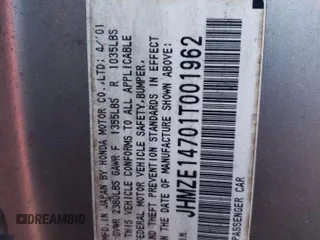 MFD. IN JAPAN BY HONDA MOTOR CO., LTD; 4/'01
GVWR 2380LBS GAWR F 1355LBS R 1035LBS
THIS VEHICLE CONFORMS TO ALL APPLICABLE
FEDERAL MOTOR VEHICLE SAFETY, BUMPER,
AND THEFT PREVENTION STANDARDS IN EFFECT
ON THE DATE OF MANUFACTURE SHOWN ABOVE.
JHMZE14701T001962
PASSENGER CAR